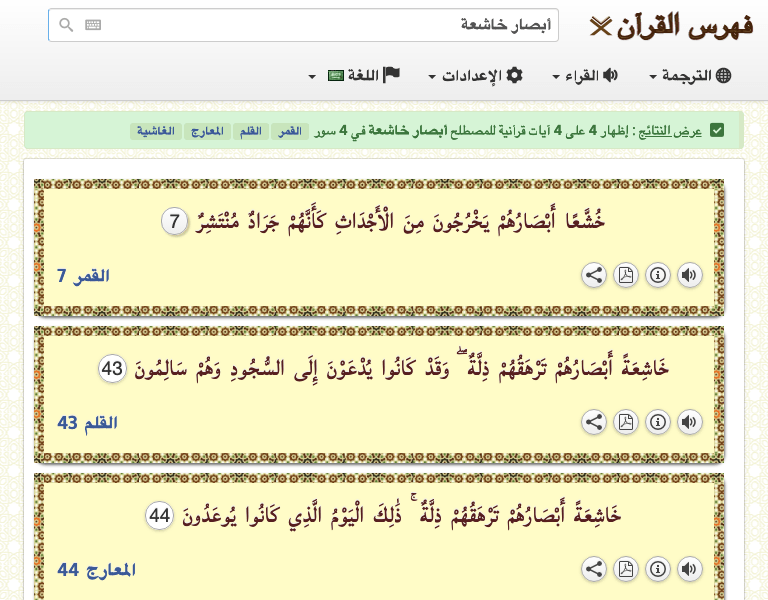 فهرس القرآن
أبصار خاشعة
الترجمة
القراء
الإعدادات
اللغة
عرض النتائج : إظهار 4 على 4 آيات قرآنية للمصطلح أبصار خاشعة في 4 سور القمر القلم المعارج الغاشية
خُشَّعًا أَبْصَارُهُمْ يَخْرُجُونَ مِنَ الْأَجْدَاثِ كَأَنَّهُمْ جَرَادٌ مُنْتَشِرٌ 7
القمر 7
خَاشِعَةً أَبْصَارُهُمْ تَرْهَقُهُمْ ذِلَّةٌ ۖ وَقَدْ كَانُوا يُدْعَوْنَ إِلَى السُّجُودِ وَهُمْ سَالِمُونَ 43
القلم 43
خَاشِعَةً أَبْصَارُهُمْ تَرْهَقُهُمْ ذِلَّةٌ ۚ ذَٰلِكَ الْيَوْمُ الَّذِي كَانُوا يُوعَدُونَ 44
المعارج 44